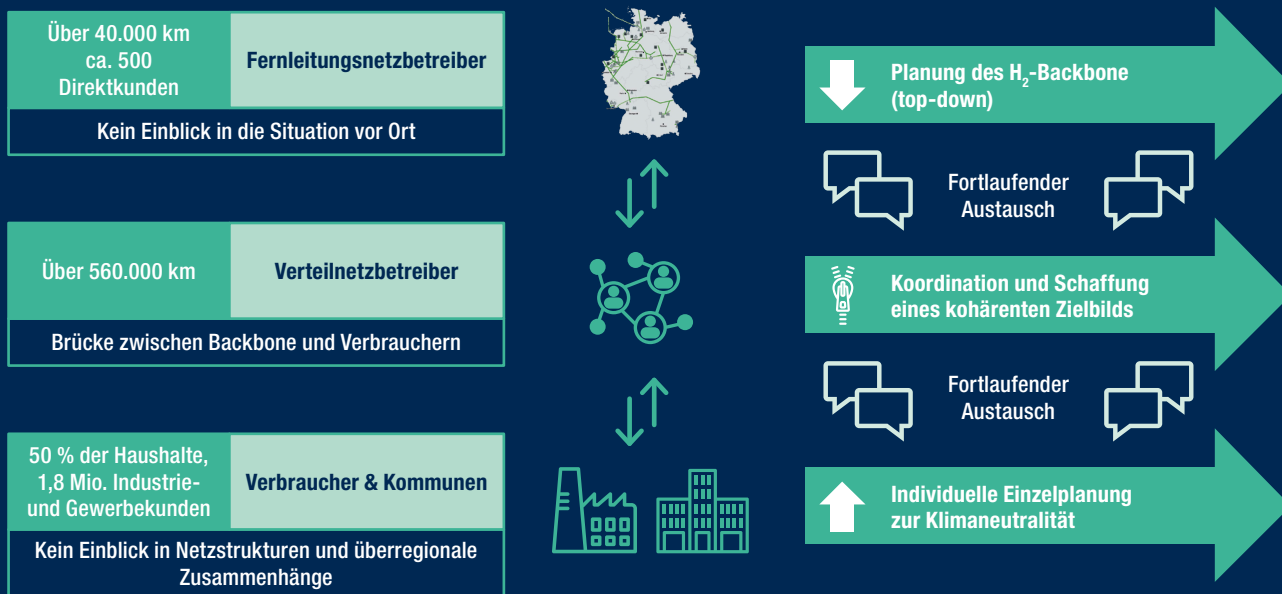 Über 40.000 km
ca. 500
Direktkunden
Fernleitungsnetzbetreiber
Kein Einblick in die Situation vor Ort
Planung des H₂-Backbone
(top-down)
Fortlaufender
Austausch
Über 560.000 km
Verteilnetzbetreiber
Brücke zwischen Backbone und Verbrauchern
Koordination und Schaffung
eines kohärenten Zielbilds
Fortlaufender
Austausch
50 % der Haushalte,
1,8 Mio. Industrie-
und Gewerbekunden
Verbraucher & Kommunen
Kein Einblick in Netzstrukturen und überregionale
Zusammenhänge
Individuelle Einzelplanung
zur Klimaneutralität